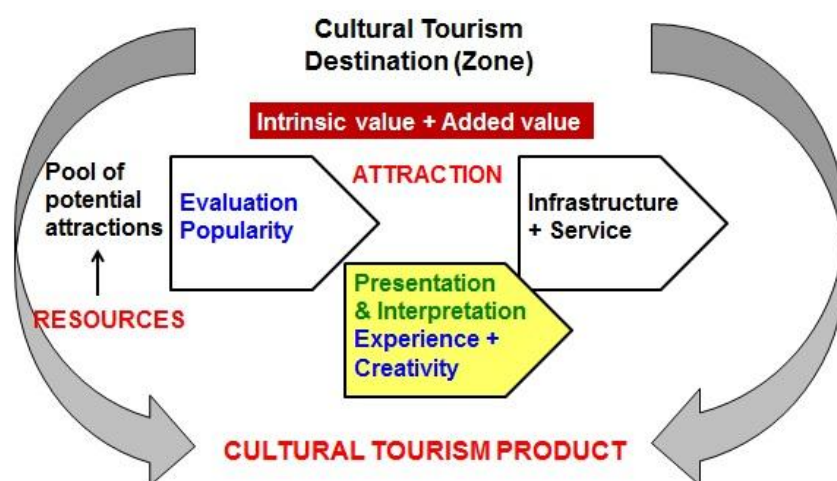 Cultural Tourism
Destination (Zone)
Intrinsic value + Added value
Pool of
potential
attractions
RESOURCES
Evaluation
Popularity
ATTRACTION
Presentation
& Interpretation
Experience +
Creativity
Infrastructure
+ Service
CULTURAL TOURISM PRODUCT